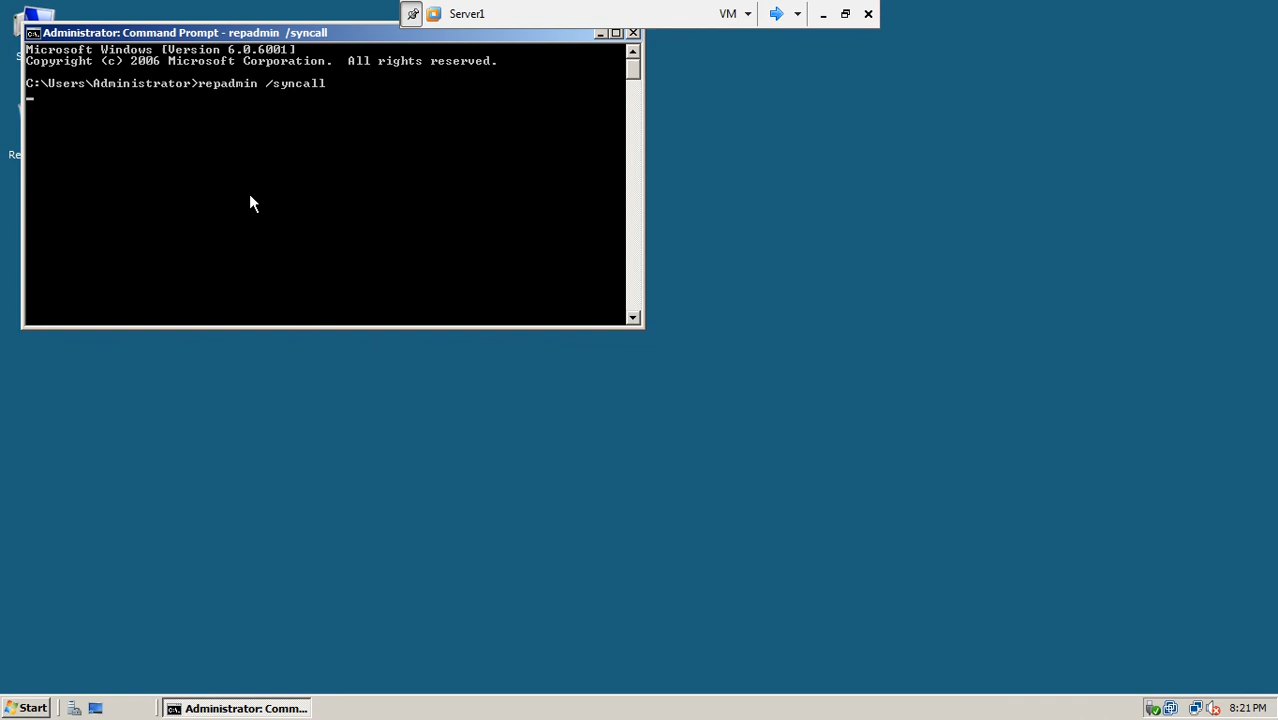 Server1
VM
Administrator: Command Prompt - repadmin  /syncall
Microsoft Windows [Version 6.0.6001]
Copyright (c) 2006 Microsoft Corporation.  All rights reserved.
C:\Users\Administrator>repadmin /syncall
Re
Start
Administrator: Comm...
8:21 PM